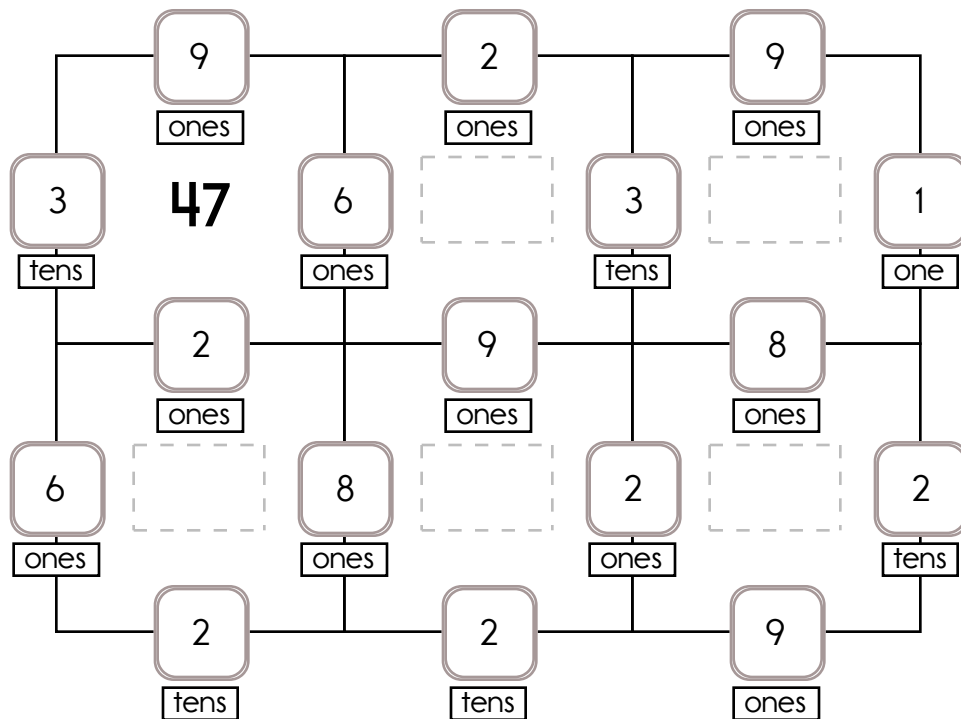 9 2 9
ones ones ones
3 47 6 3 1
tens ones tens one
2 9 8
ones ones ones
6 8 2 2
ones ones ones tens
2 2 9
tens tens ones